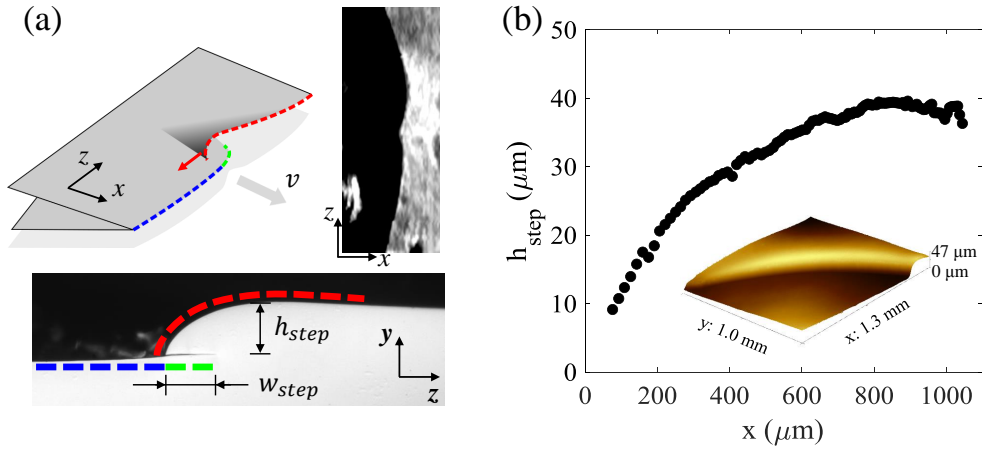 (a)
z
x
v
z
x
h_step
w_step
y
z
(b)
50
40
30
20
10
0
h_step (μm)
0 200 400 600 800 1000
x (μm)
47 μm
0 μm
y: 1.0 mm
x: 1.3 mm